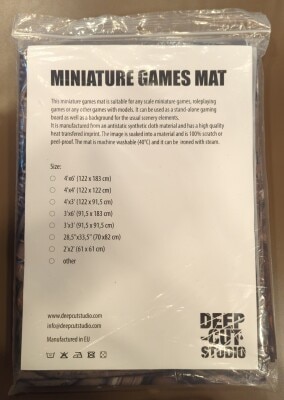 MINIATURE GAMES MAT
This miniature games mat is suitable for any scale miniature games, roleplaying
games or any other games with models. It can be used as a stand-alone gaming
board as well as a background for the usual scenery elements.
It is manufactured from an antistatic synthetic cloth material and has a high quality
heat transfered imprint. The image is soaked into a material and is 100% scratch or
peel-proof. The mat is machine washable (40°C) and it can be ironed with steam.
Size:
4'x6' (122 x 183 cm)
4'x4' (122 x 122 cm)
4'x3' (122 x 91,5 cm)
3'x6' (91,5 x 183 cm)
3'x3' (91,5 x 91,5 cm)
28,5"x33,5" (70x82 cm)
2'x2' (61 x 61 cm)
other
www.deepcutstudio.com
info@deepcutstudio.com
Manufactured in EU
DEEP
-CUT-
STUDIO